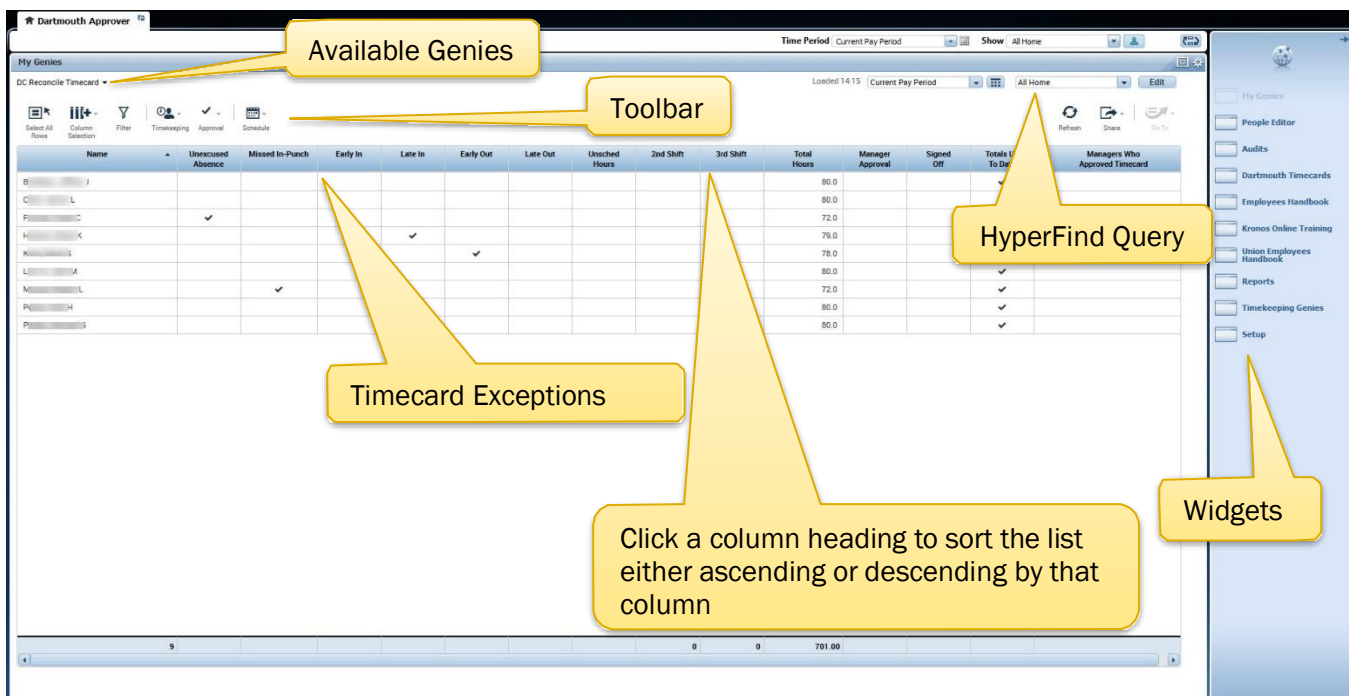 Dartmouth Approver
Time Period Current Pay Period Show All Home
Available Genies
My Genies
DC Reconcile Timecard
Loaded 14:15 Current Pay Period All Home Edit
Toolbar
Select All Rows
Column Selection
Filter
Timekeeping
Approval
Schedule
Refresh
Share
Go To
Name
Unexcused Absence
Missed In-Punch
Early In
Late In
Early Out
Late Out
Unsched Hours
2nd Shift
3rd Shift
Total Hours
Manager Approval
Signed Off
Totals U
To Da
Managers Who Approved Timecard
B J 80.0
C L 80.0
F C 72.0
H K 79.0
K S 78.0
L M 80.0
M L 72.0
P H 80.0
P S 80.0
HyperFind Query
Timecard Exceptions
Click a column heading to sort the list
either ascending or descending by that
column
9 0 0 701.00
My Genies
People Editor
Audits
Dartmouth Timecards
Employees Handbook
Kronos Online Training
Union Employees
Handbook
Reports
Timekeeping Genies
Setup
Widgets